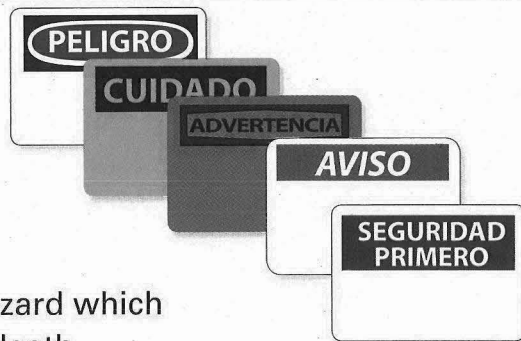 PELIGRO
CUIDADO
ADVERTENCIA
AVISO
SEGURIDAD
PRIMERO
zard which